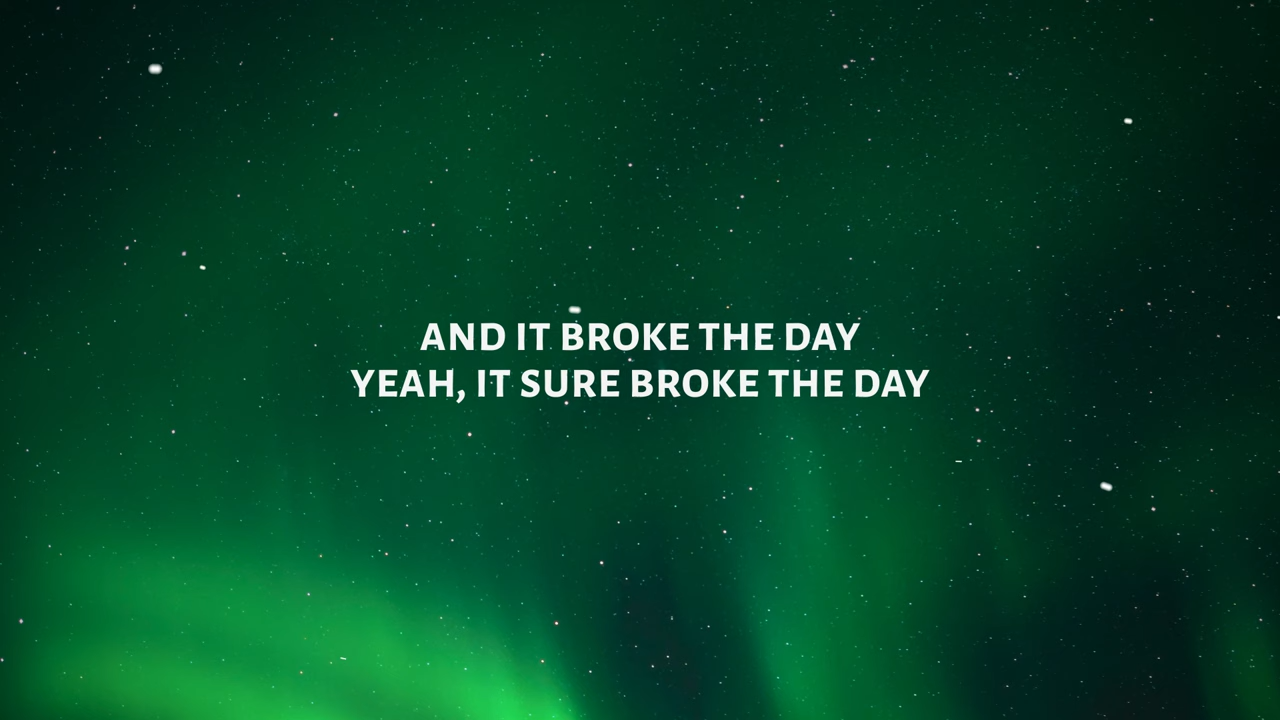 AND IT BROKE THE DAY
YEAH, IT SURE BROKE THE DAY